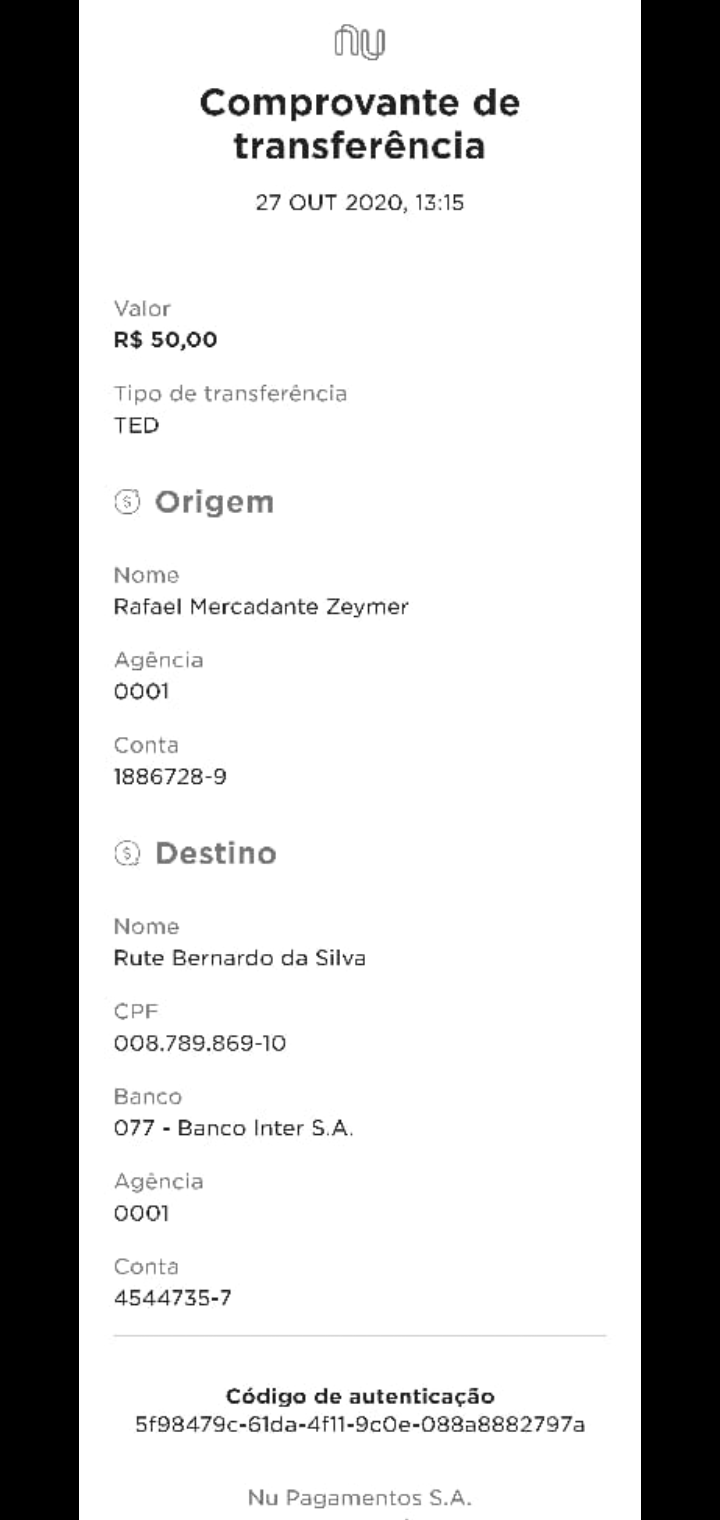 nu
Comprovante de
transferência
27 OUT 2020, 13:15
Valor
R$ 50,00
Tipo de transferência
TED
Origem
Nome
Rafael Mercadante Zeymer
Agência
0001
Conta
1886728-9
Destino
Nome
Rute Bernardo da Silva
CPF
008.789.869-10
Banco
077 - Banco Inter S.A.
Agência
0001
Conta
4544735-7
Código de autenticação
5f98479c-61da-4f11-9c0e-088a8882797a
Nu Pagamentos S.A.